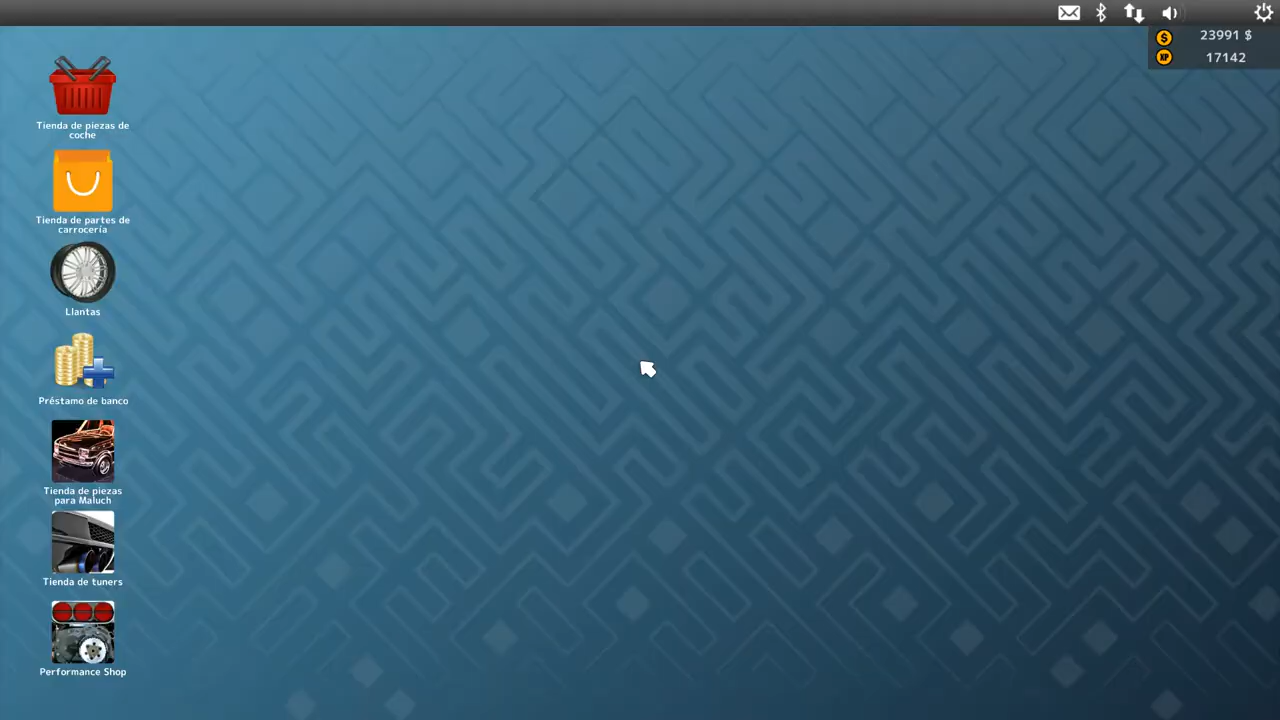 23991 $
XP 17142
Tienda de piezas de
coche
Tienda de partes de
carrocería
Llantas
Préstamo de banco
Tienda de piezas
para Maluch
Tienda de tuners
Performance Shop